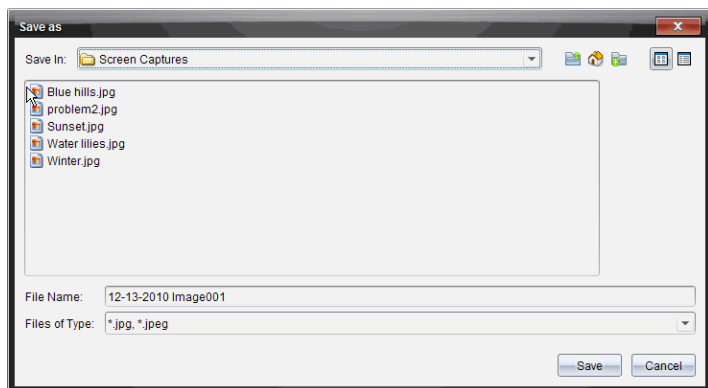 Save as
Save In: Screen Captures
Blue hills.jpg
problem2.jpg
Sunset.jpg
Water lilies.jpg
Winter.jpg
File Name: 12-13-2010 Image001
Files of Type: *.jpg, *.jpeg
Save Cancel